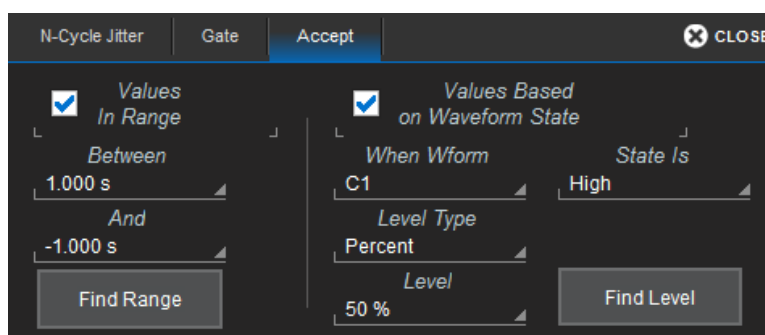 N-Cycle Jitter Gate Accept CLOSE
Values
In Range
Between
1.000 s
And
-1.000 s
Find Range
Values Based
on Waveform State
When Wform
C1
State Is
High
Level Type
Percent
Level
50 %
Find Level